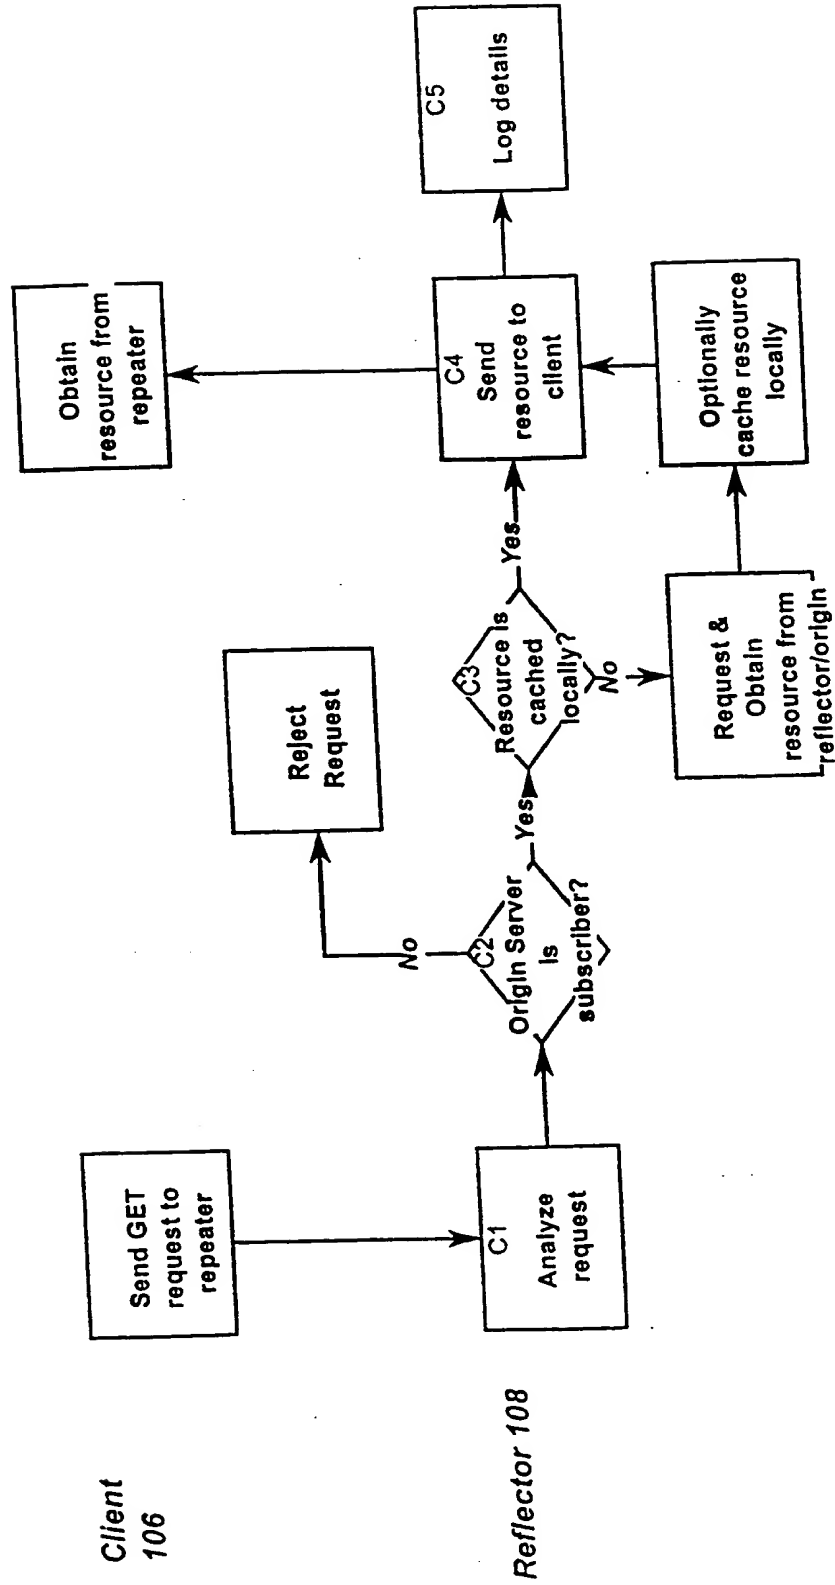 Client
106
Send GET
request to
repeater
Reject
Request
Obtain
resource from
repeater
Reflector 108
C1
Analyze
request
C2
Origin Server
is
subscriber?
No
Yes
C3
Resource is
cached
locally?
Yes
No
C4
Send
resource to
client
C5
Log details
Request &
Obtain
resource from
reflector/origin
Optionally
cache resource
locally